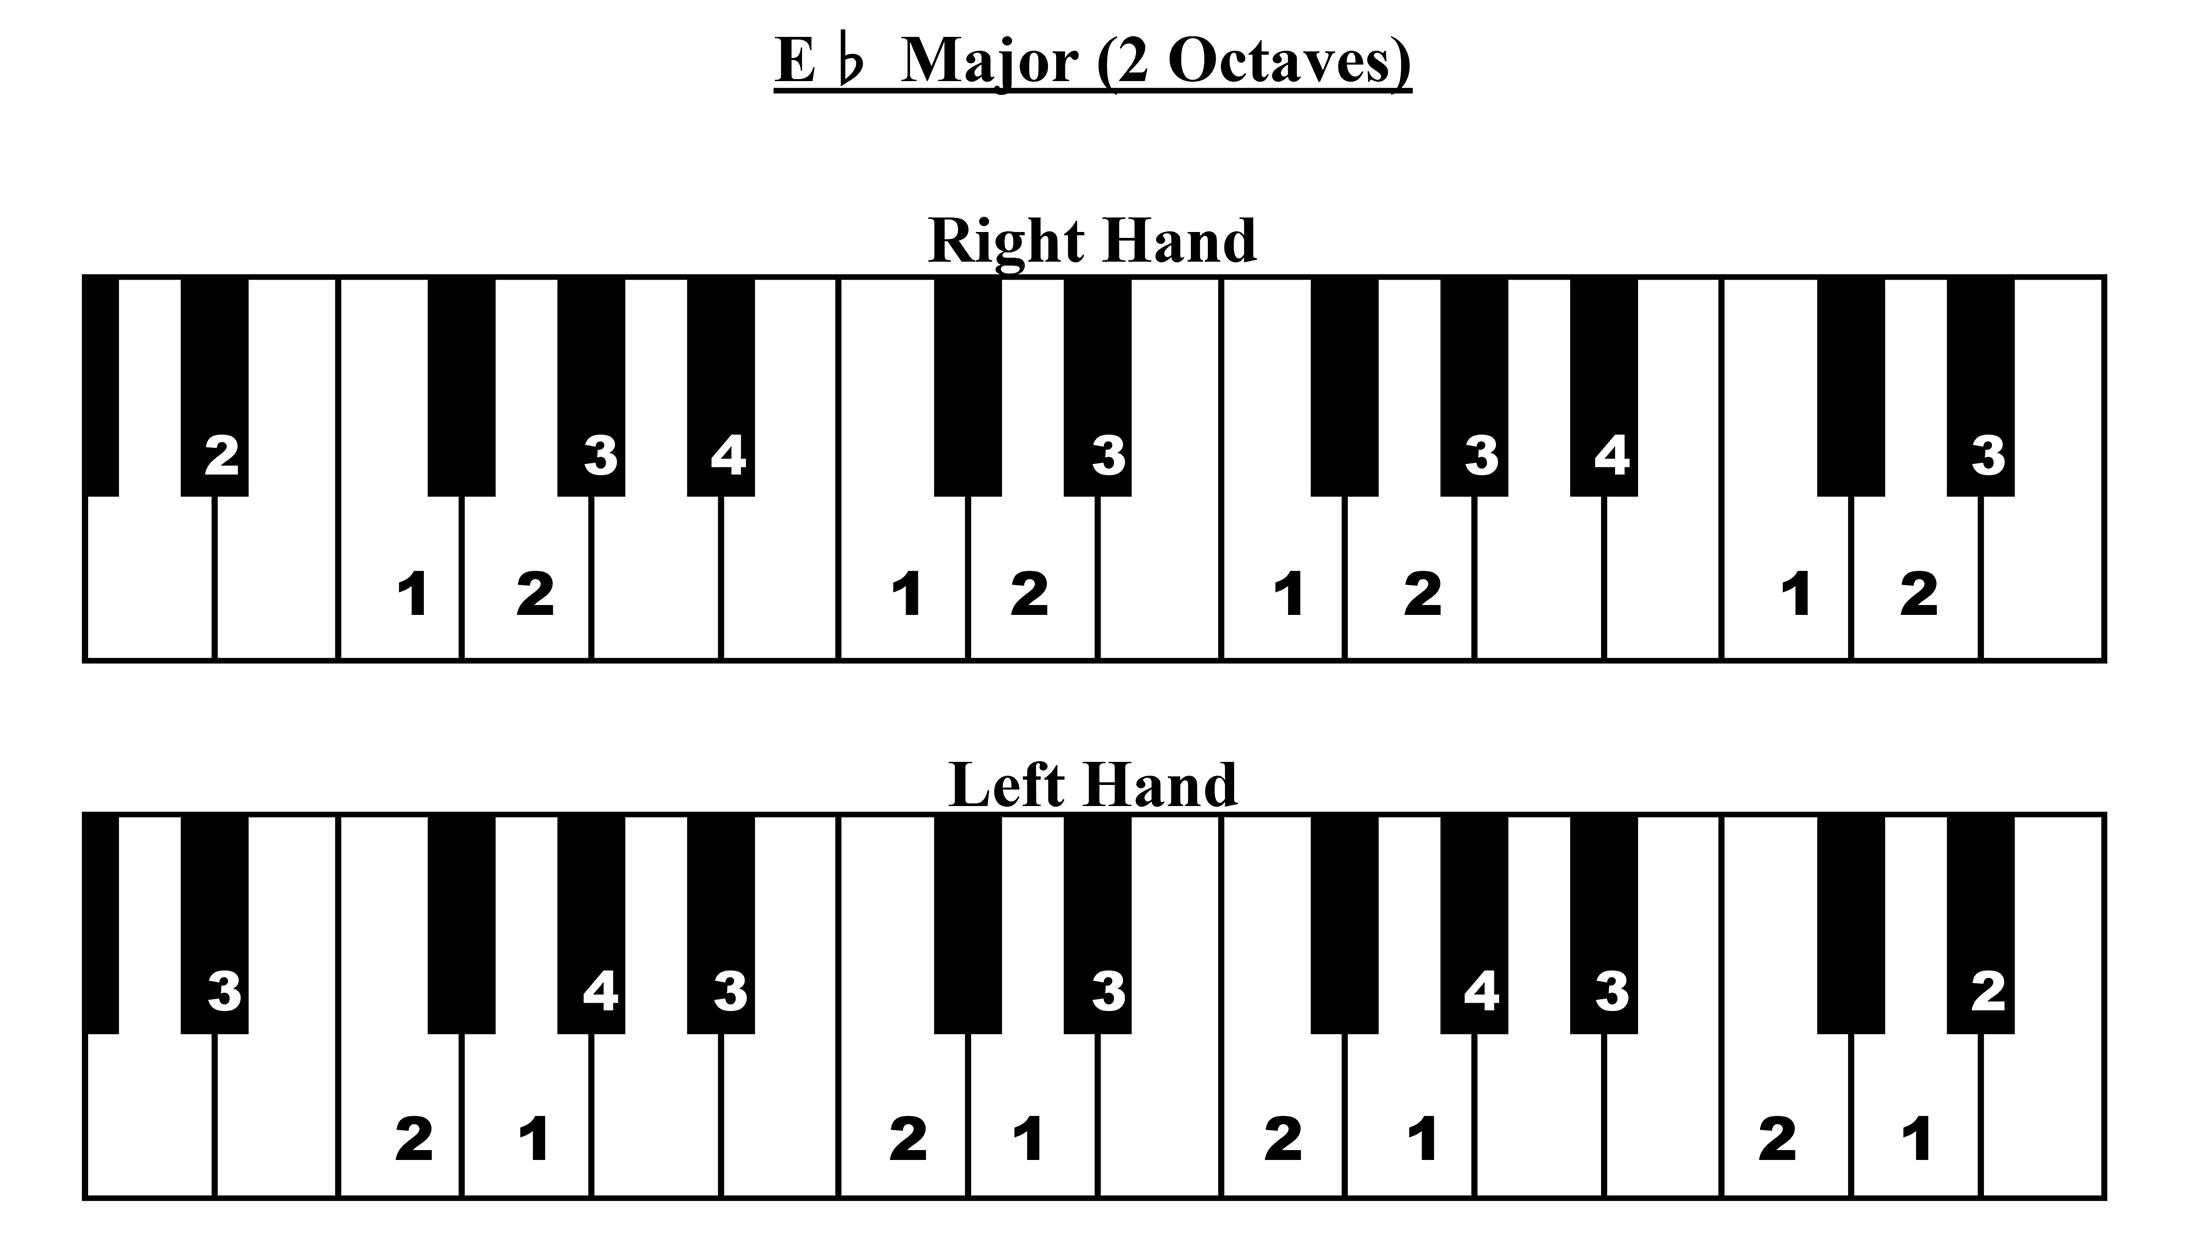 E♭ Major (2 Octaves)
Right Hand
2 3 4 3 3 4 3
1 2 1 2 1 2 1 2
Left Hand
3 4 3 3 4 3 2
2 1 2 1 2 1 2 1